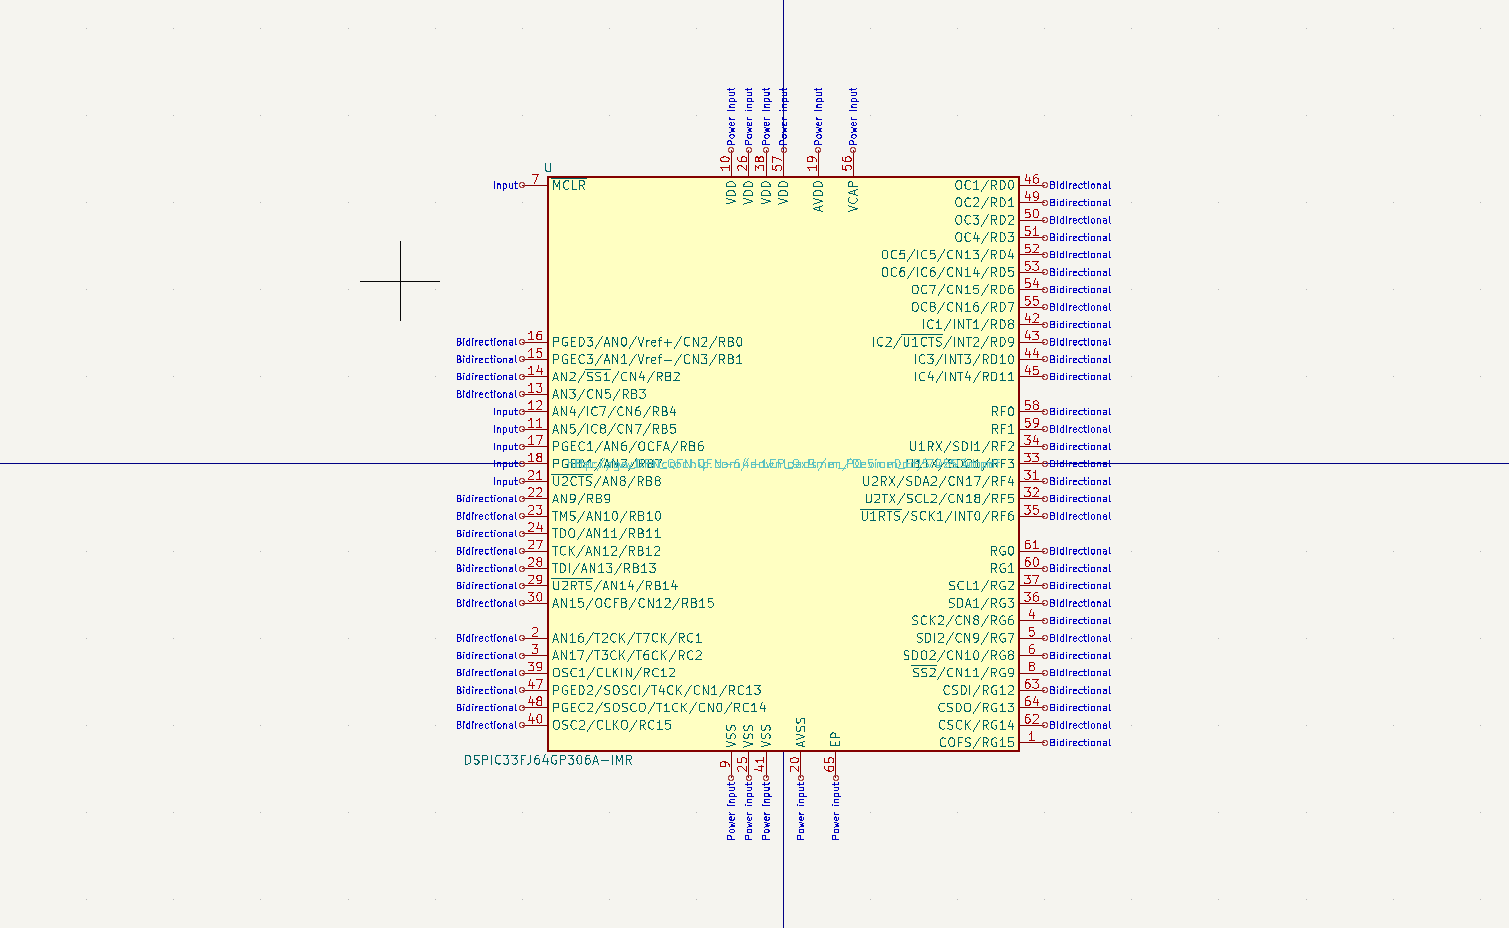 Power Input Power Input Power Input Power Input Power Input Power Input
10 26 38 57 19 56
VDD VDD VDD VDD AVDD VCAP
U
Input 7 MCLR OC1/RD0 46 Bidirectional
OC2/RD1 49 Bidirectional
OC3/RD2 50 Bidirectional
OC4/RD3 51 Bidirectional
OC5/IC5/CN13/RD4 52 Bidirectional
OC6/IC6/CN14/RD5 53 Bidirectional
OC7/CN15/RD6 54 Bidirectional
OC8/CN16/RD7 55 Bidirectional
IC1/INT1/RD8 42 Bidirectional
Bidirectional 16 PGED3/AN0/Vref+/CN2/RB0 IC2/U1CTS/INT2/RD9 43 Bidirectional
Bidirectional 15 PGEC3/AN1/Vref-/CN3/RB1 IC3/INT3/RD10 44 Bidirectional
Bidirectional 14 AN2/SS1/CN4/RB2 IC4/INT4/RD11 45 Bidirectional
Bidirectional 13 AN3/CN5/RB3
Input 12 AN4/IC7/CN6/RB4 RF0 58 Bidirectional
Input 11 AN5/IC8/CN7/RB5 RF1 59 Bidirectional
Input 17 PGEC1/AN6/OCFA/RB6 U1RX/SDI1/RF2 34 Bidirectional
Input 18 PGED1/AN7/RB7 U1TX/SDO1/RF3 33 Bidirectional
Input 21 U2CTS/AN8/RB8 U2RX/SDA2/CN17/RF4 31 Bidirectional
Bidirectional 22 AN9/RB9 U2TX/SCL2/CN18/RF5 32 Bidirectional
Bidirectional 23 TMS/AN10/RB10 U1RTS/SCK1/INT0/RF6 35 Bidirectional
Bidirectional 24 TDO/AN11/RB11
Bidirectional 27 TCK/AN12/RB12 RG0 61 Bidirectional
Bidirectional 28 TDI/AN13/RB13 RG1 60 Bidirectional
Bidirectional 29 U2RTS/AN14/RB14 SCL1/RG2 37 Bidirectional
Bidirectional 30 AN15/OCFB/CN12/RB15 SDA1/RG3 36 Bidirectional
SCK2/CN8/RG6 4 Bidirectional
Bidirectional 2 AN16/T2CK/T7CK/RC1 SDI2/CN9/RG7 5 Bidirectional
Bidirectional 3 AN17/T3CK/T6CK/RC2 SDO2/CN10/RG8 6 Bidirectional
Bidirectional 39 OSC1/CLKIN/RC12 SS2/CN11/RG9 8 Bidirectional
Bidirectional 47 PGED2/SOSCI/T4CK/CN1/RC13 CSDI/RG12 63 Bidirectional
Bidirectional 48 PGEC2/SOSCO/T1CK/CN0/RC14 CSDO/RG13 64 Bidirectional
Bidirectional 40 OSC2/CLKO/RC15 CSCK/RG14 62 Bidirectional
COFS/RG15 1 Bidirectional
VSS VSS VSS AVSS EP
DSPIC33FJ64GP306A-IMR
9 25 41 20 65
Power Input Power Input Power Input Power Input Power Input